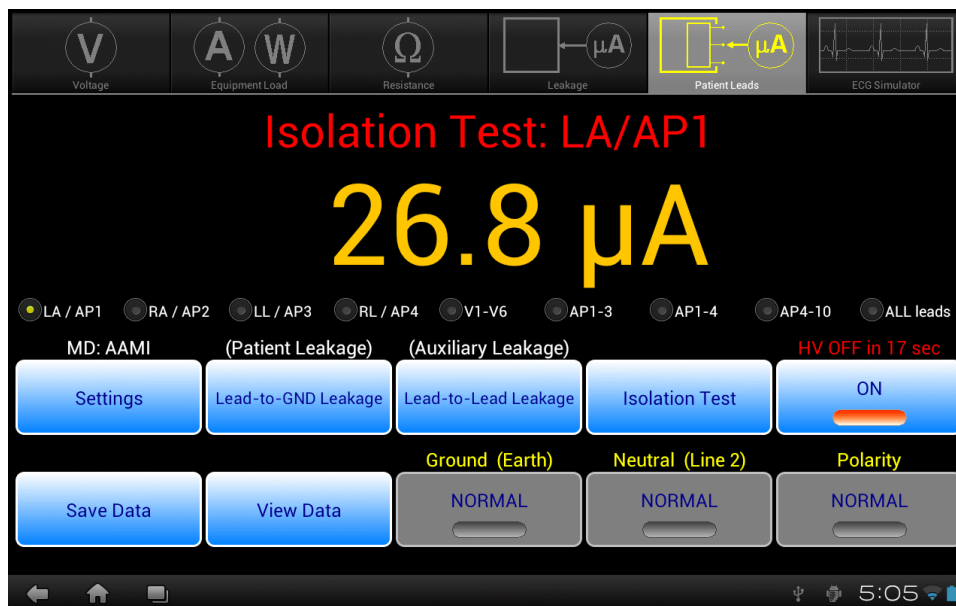 V A W Ω µA µA
Voltage Equipment Load Resistance Leakage Patient Leads ECG Simulator
Isolation Test: LA/AP1
26.8 µA
LA / AP1 RA / AP2 LL / AP3 RL / AP4 V1-V6 AP1-3 AP1-4 AP4-10 ALL leads
MD: AAMI (Patient Leakage) (Auxiliary Leakage) HV OFF in 17 sec
Settings Lead-to-GND Leakage Lead-to-Lead Leakage Isolation Test ON
Ground (Earth) Neutral (Line 2) Polarity
Save Data View Data NORMAL NORMAL NORMAL
5:05